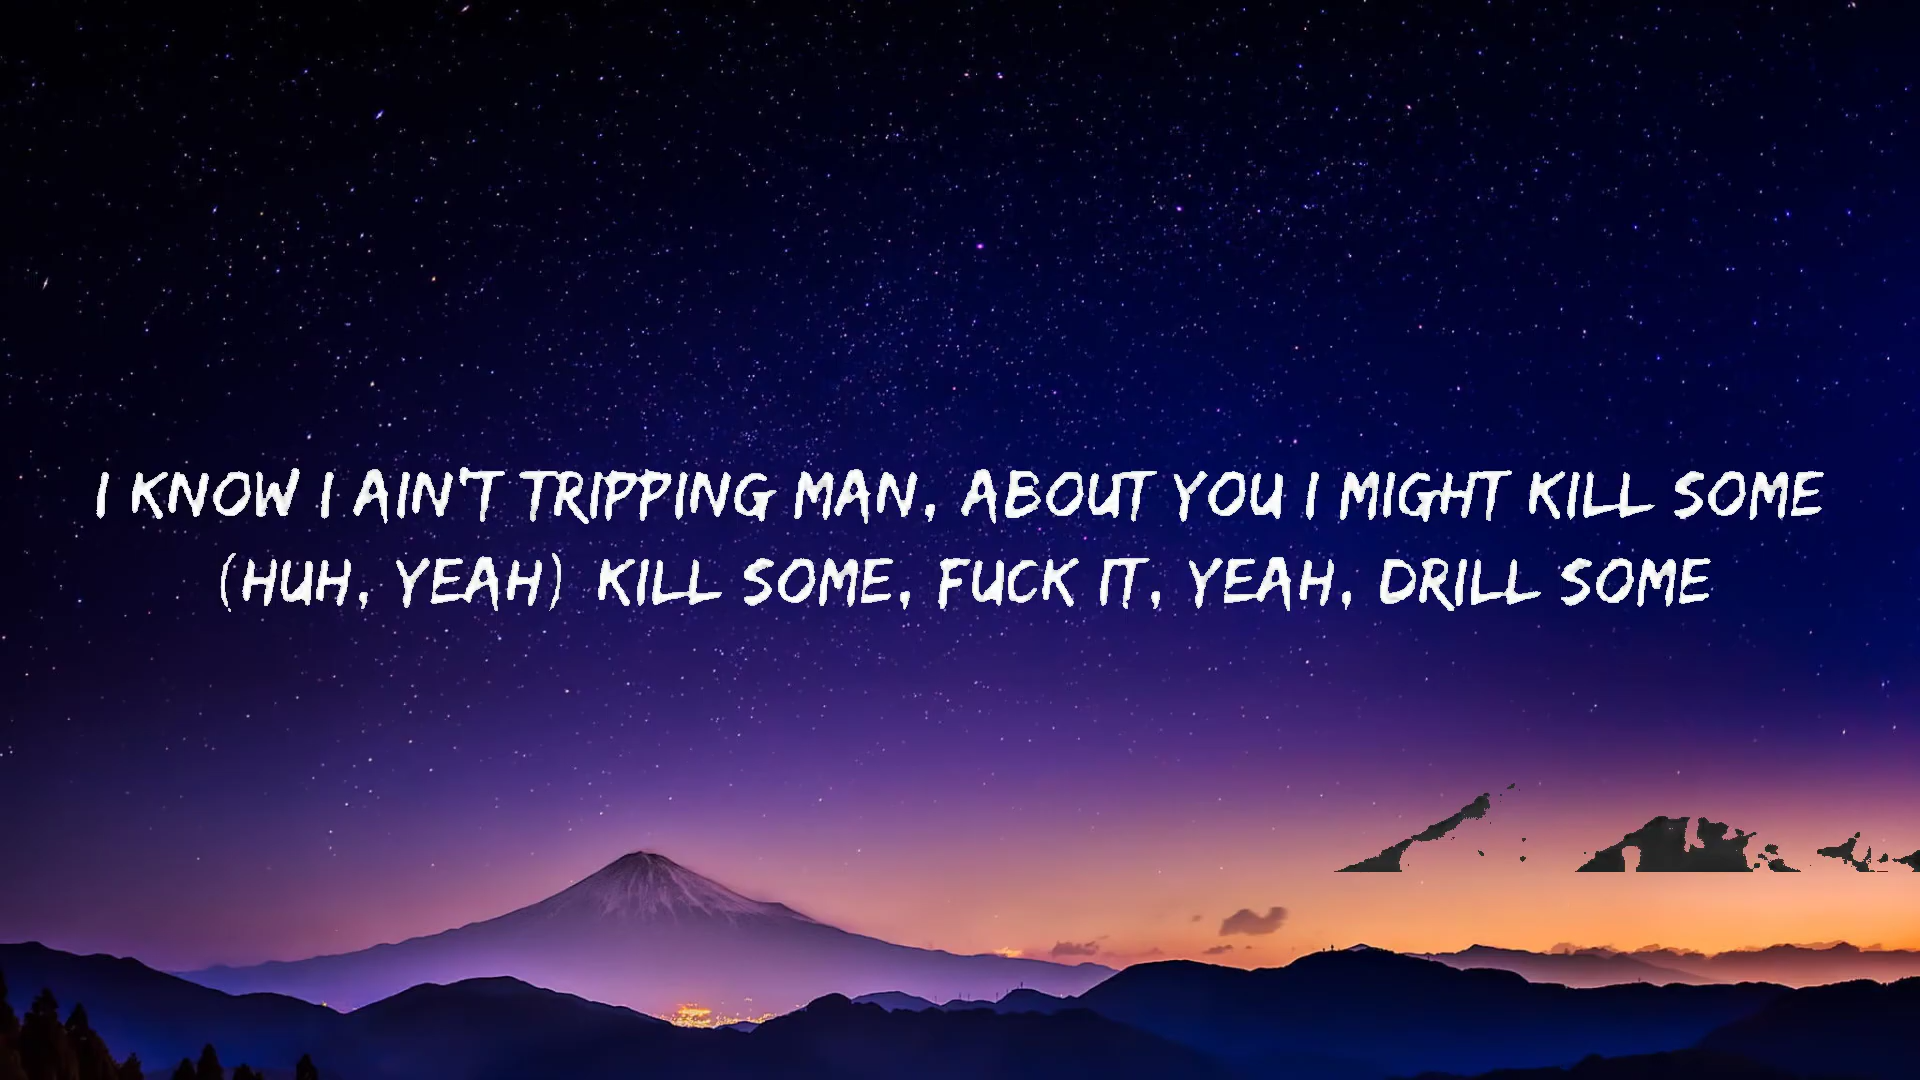 I KNOW I AIN'T TRIPPING MAN, ABOUT YOU I MIGHT KILL SOME
(HUH, YEAH) KILL SOME, FUCK IT, YEAH, DRILL SOME